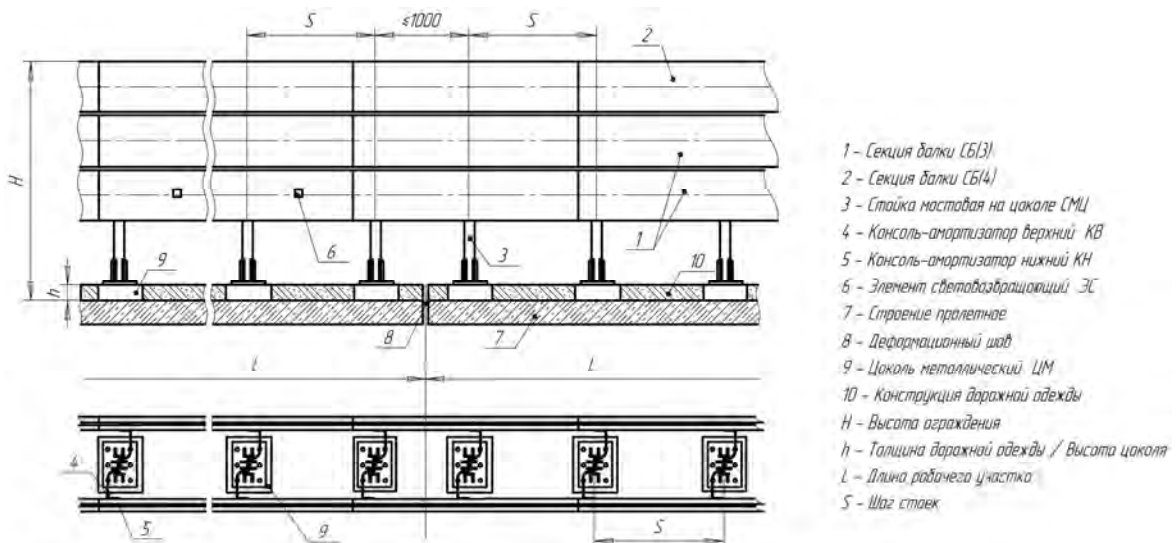 S
≤1000
S
2
H
1
6
3
10
9
h
8
7
L
L
4
5
9
S
1 - Секция балки СБ(3)
2 - Секция балки СБ(4)
3 - Стойка мостовая на цоколе СМЦ
4 - Консоль-амортизатор верхний КВ
5 - Консоль-амортизатор нижний КН
6 - Элемент световозвращающий ЭС
7 - Строение пролетное
8 - Деформационный шов
9 - Цоколь металлический ЦМ
10 - Конструкция дорожной одежды
H - Высота ограждения
h - Толщина дорожной одежды / Высота цоколя
L - Длина рабочего участка
S - Шаг стоек